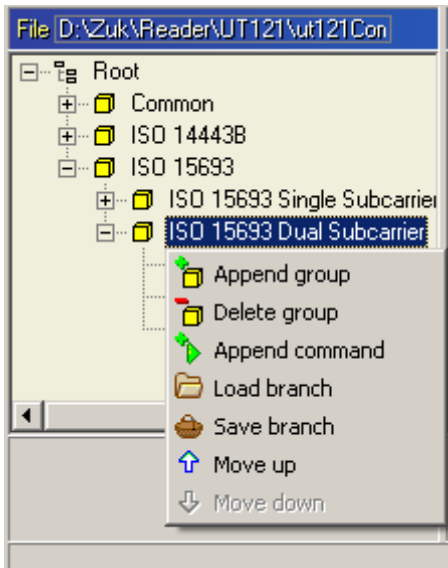 File D:\Zuk\Reader\UT121\ut121Con
Root
Common
ISO 14443B
ISO 15693
ISO 15693 Single Subcarrier
ISO 15693 Dual Subcarrier
Append group
Delete group
Append command
Load branch
Save branch
Move up
Move down